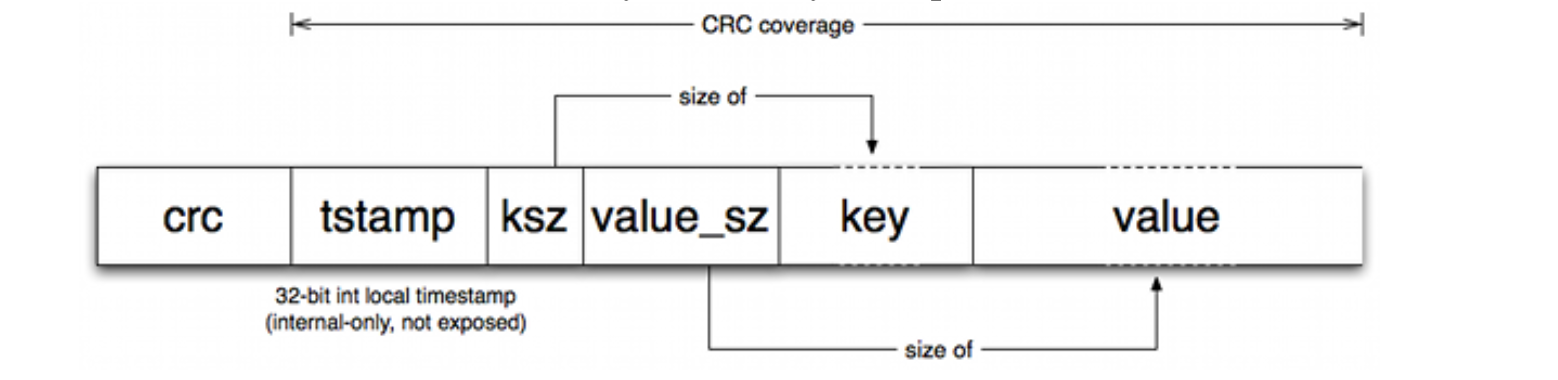 CRC coverage
size of
crc tstamp ksz value_sz key value
32-bit int local timestamp
(internal-only, not exposed)
size of